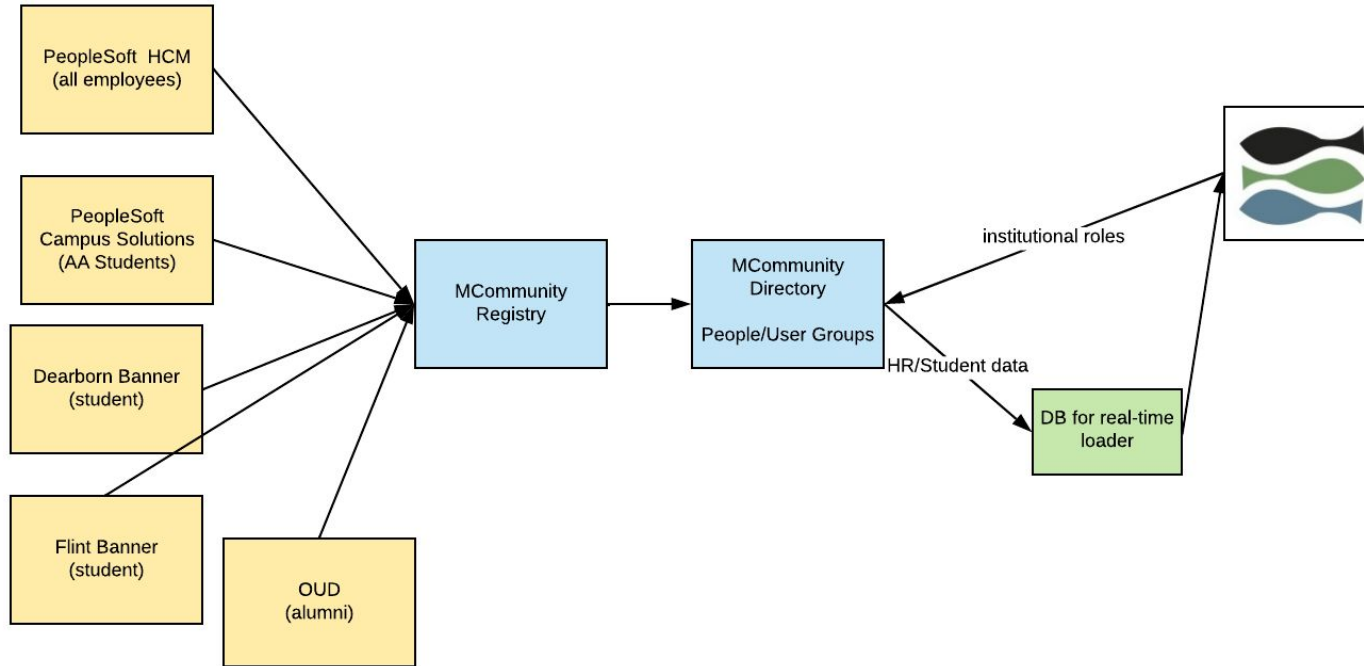 PeopleSoft HCM
(all employees)
PeopleSoft
Campus Solutions
(AA Students)
Dearborn Banner
(student)
Flint Banner
(student)
OUD
(alumni)
MCommunity
Registry
MCommunity
Directory
People/User Groups
institutional roles
HR/Student data
DB for real-time
loader